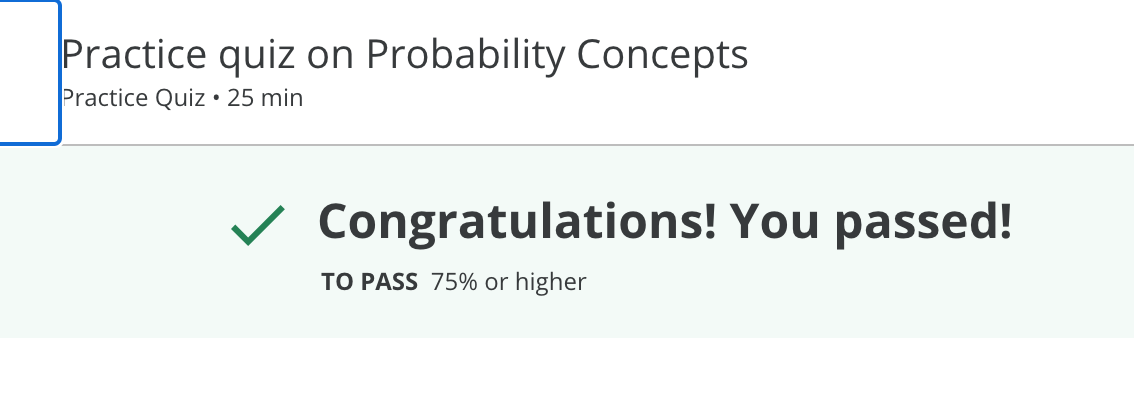 Practice quiz on Probability Concepts
Practice Quiz • 25 min
Congratulations! You passed!
TO PASS 75% or higher